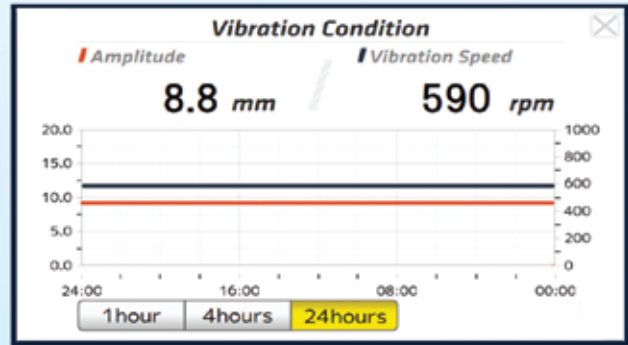 Vibration Condition
Amplitude
Vibration Speed
8.8 mm
590 rpm
20.0
15.0
10.0
5.0
0.0
1000
800
600
400
200
0
24:00 16:00 08:00 00:00
1hour 4hours 24hours